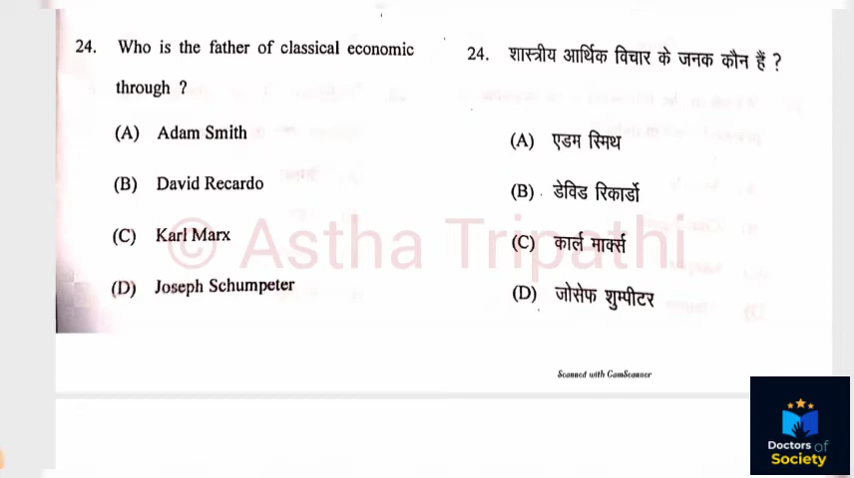 24. Who is the father of classical economic
through ?
(A) Adam Smith
(B) David Recardo
(C) Karl Marx
(D) Joseph Schumpeter
24. शास्त्रीय आर्थिक विचार के जनक कौन हैं ?
(A) एडम स्मिथ
(B) डेविड रिकार्डो
(C) कार्ल मार्क्स
(D) जोसेफ शुम्पीटर
© Astha Tripathi
Scanned with CamScanner
Doctors of
Society